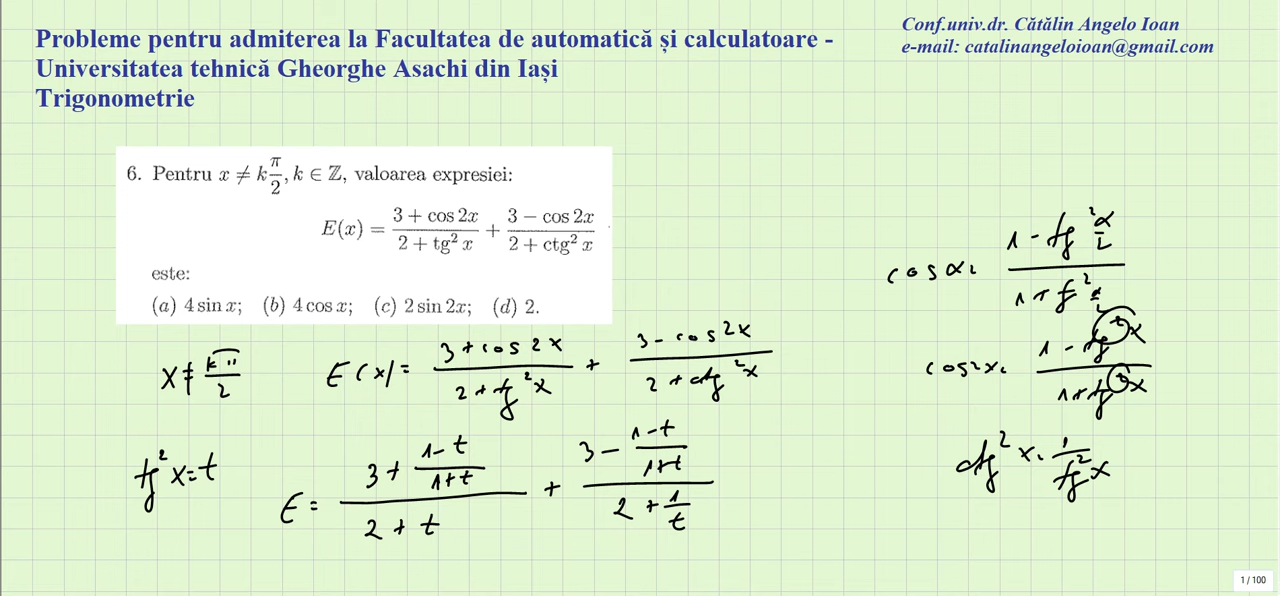 Probleme pentru admiterea la Facultatea de automatică și calculatoare -
Universitatea tehnică Gheorghe Asachi din Iași
Trigonometrie
Conf.univ.dr. Cătălin Angelo Ioan
e-mail: catalinangeloioan@gmail.com
6. Pentru x ≠ k π/2, k ∈ ℤ, valoarea expresiei:
E(x) = (3 + cos 2x)/(2 + tg² x) + (3 − cos 2x)/(2 + ctg² x)
este:
(a) 4 sin x; (b) 4 cos x; (c) 2 sin 2x; (d) 2.
x ≠ kπ/2
E(x) = (3 + cos 2x)/(2 + tg² x) + (3 − cos 2x)/(2 + ctg² x)
tg² x = t
E = (3 + (1 − t)/(1 + t))/(2 + t) + (3 − (1 − t)/(1 + t))/(2 + 1/t)
cos α = (1 − tg² α/2)/(1 + tg² α/2)
cos 2x = (1 − tg² x)/(1 + tg² x)
ctg² x = 1/tg² x
1 / 100